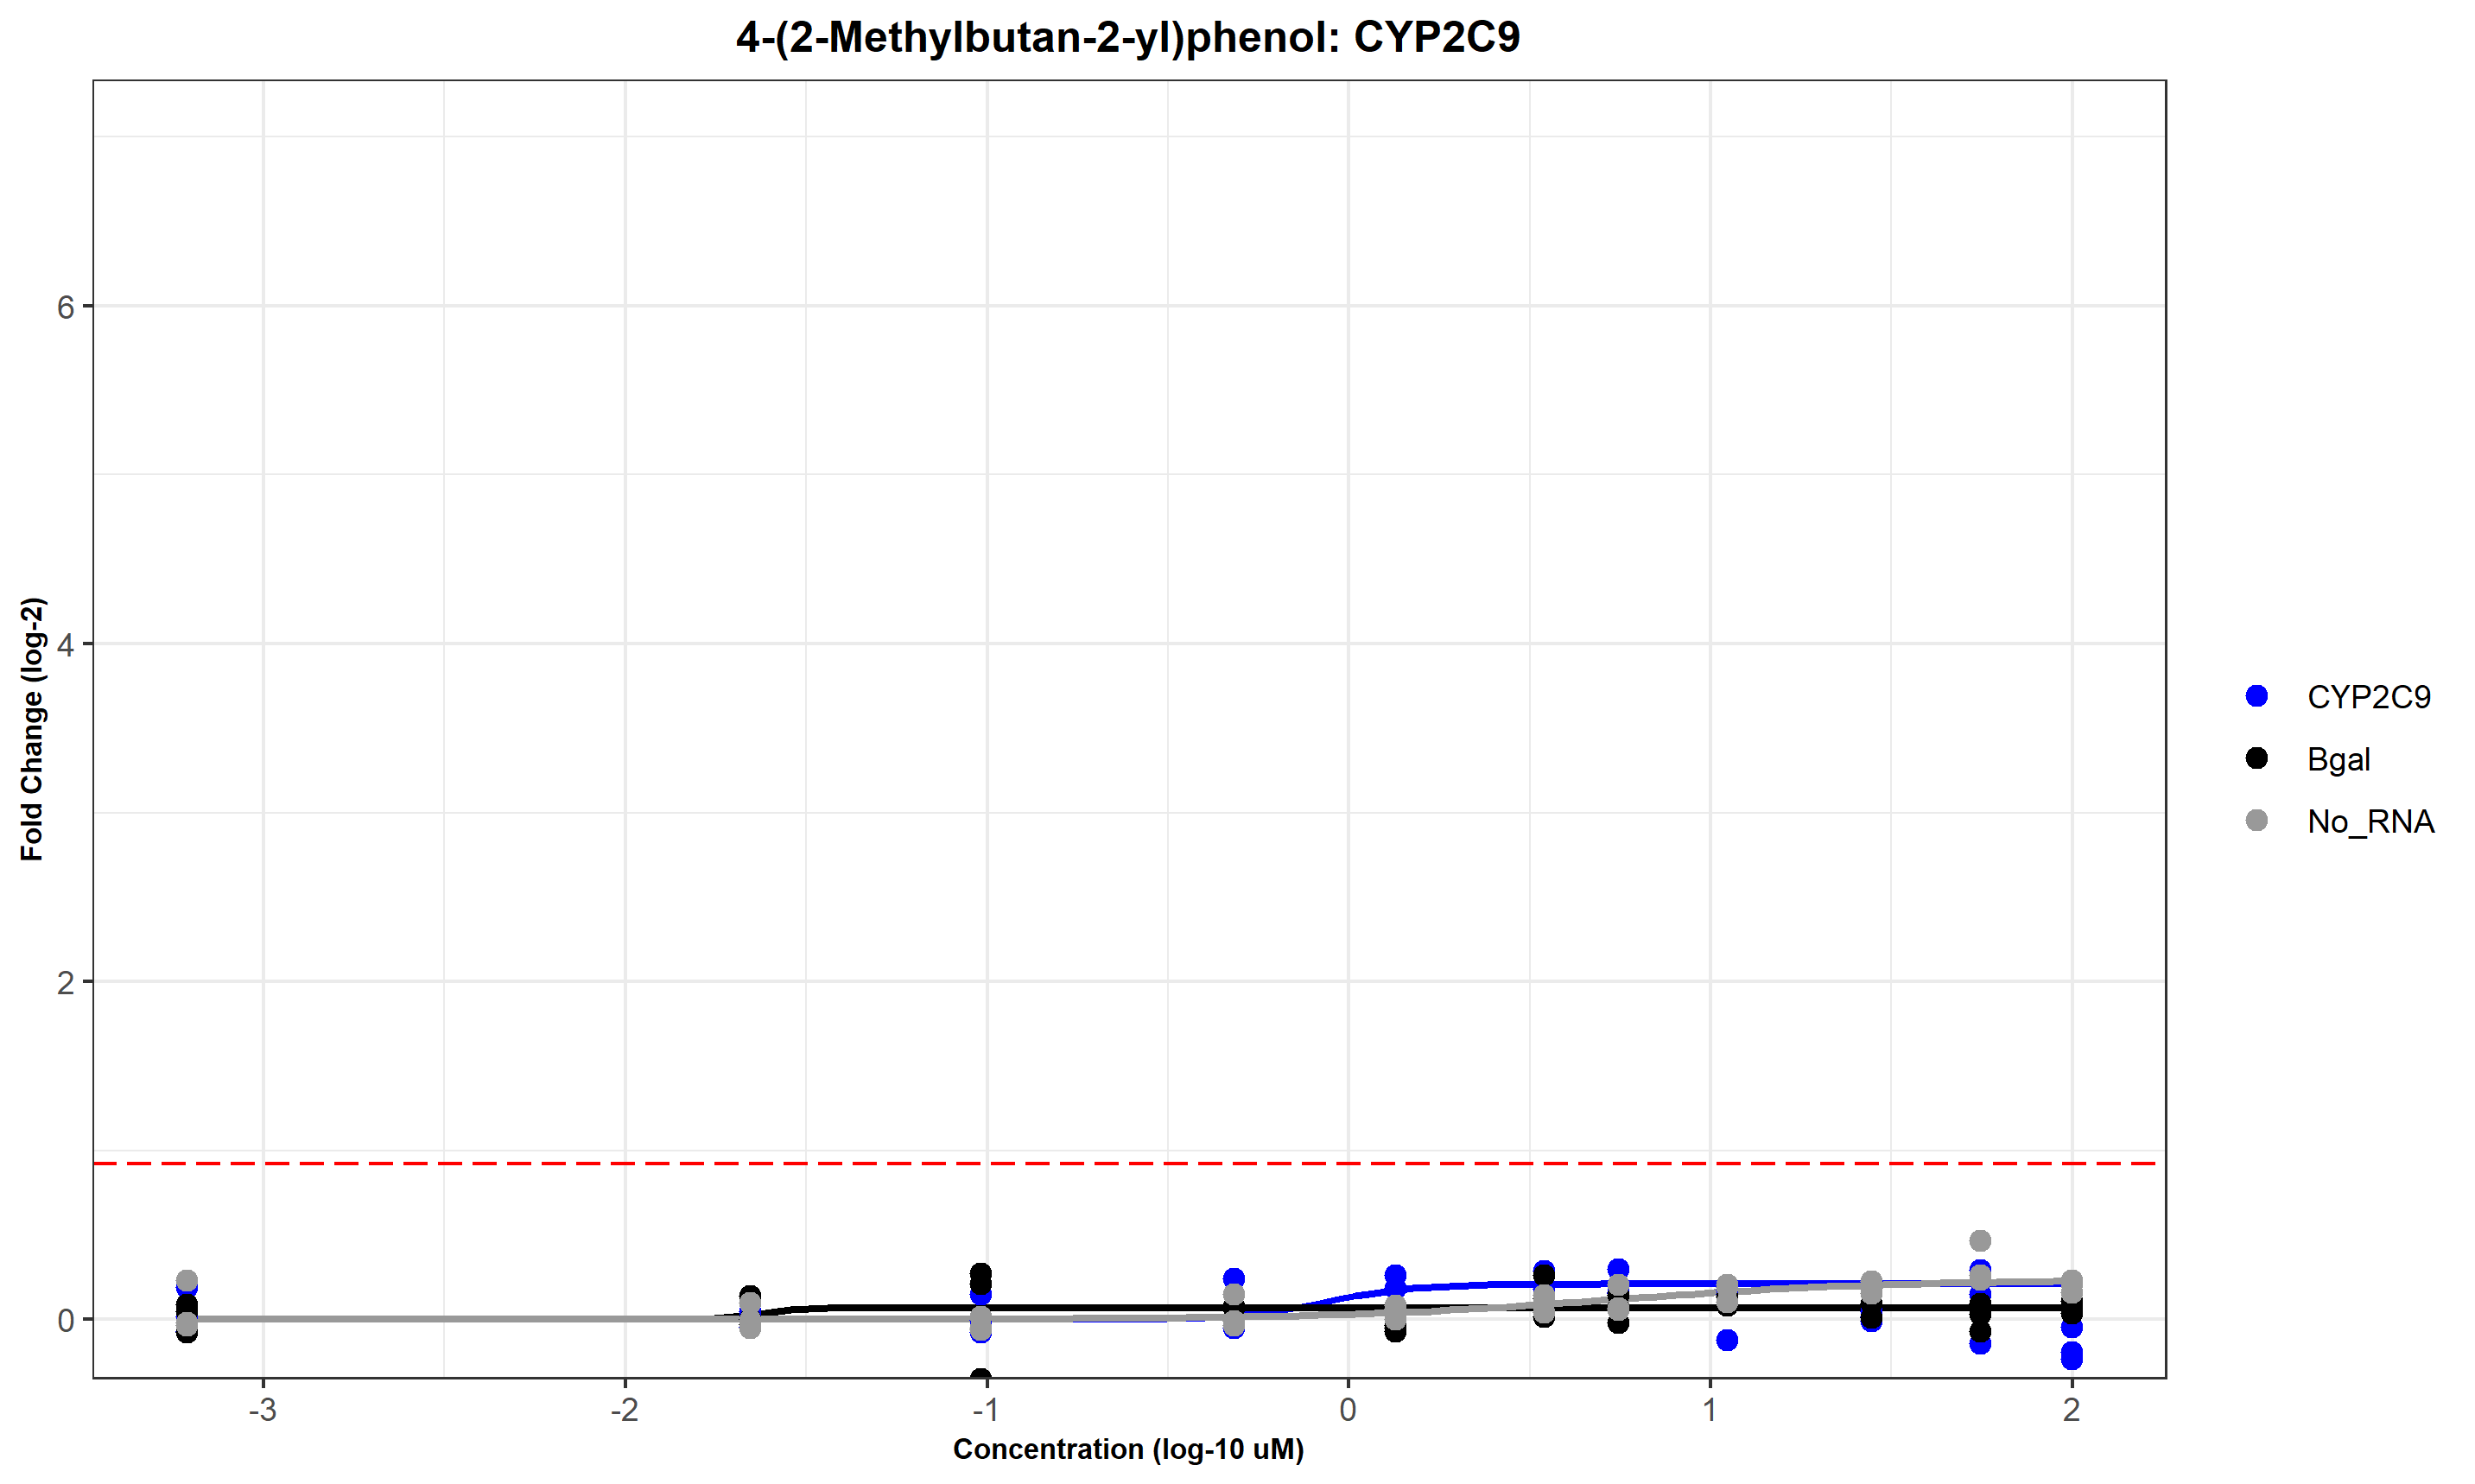 4-(2-Methylbutan-2-yl)phenol: CYP2C9
Fold Change (log-2)
6
4
2
0
-3
-2
-1
0
1
2
Concentration (log-10 uM)
CYP2C9
Bgal
No_RNA